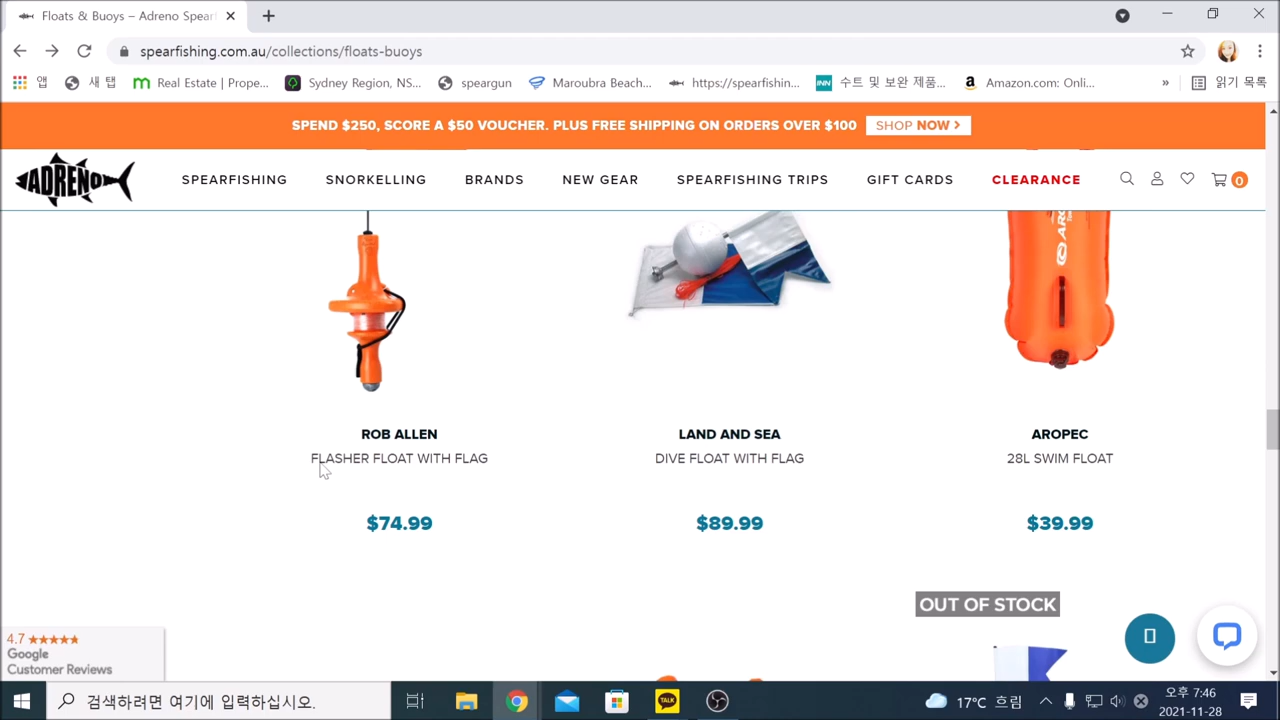 Floats & Buoys – Adreno Spearf
spearfishing.com.au/collections/floats-buoys
앱 새 탭 Real Estate | Prope... Sydney Region, NS... speargun Maroubra Beach... https://spearfishin... 수트 및 보완 제품... Amazon.com: Onli... » 읽기 목록
SPEND $250, SCORE A $50 VOUCHER. PLUS FREE SHIPPING ON ORDERS OVER $100 SHOP NOW >
ADRENO SPEARFISHING SNORKELLING BRANDS NEW GEAR SPEARFISHING TRIPS GIFT CARDS CLEARANCE 0
ROB ALLEN LAND AND SEA AROPEC
FLASHER FLOAT WITH FLAG DIVE FLOAT WITH FLAG 28L SWIM FLOAT
$74.99 $89.99 $39.99
OUT OF STOCK
4.7 ★★★★★
Google
Customer Reviews
검색하려면 여기에 입력하십시오. TALK 17°C 흐림 오후 7:46
2021-11-28